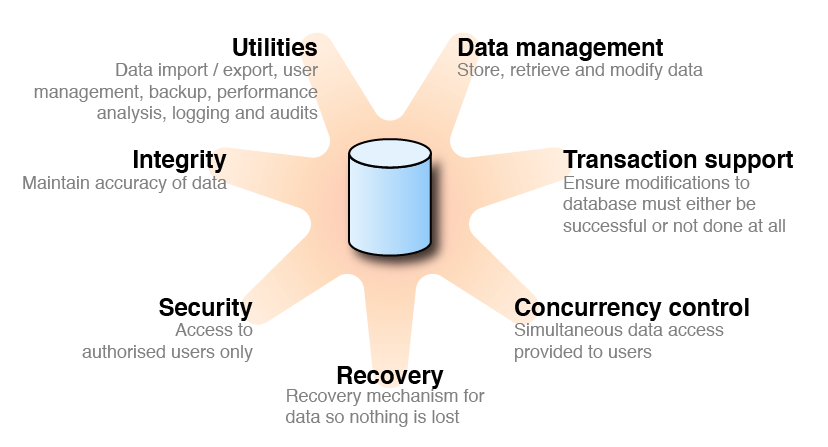 Utilities
Data import / export, user
management, backup, performance
analysis, logging and audits
Data management
Store, retrieve and modify data
Integrity
Maintain accuracy of data
Transaction support
Ensure modifications to
database must either be
successful or not done at all
Security
Access to
authorised users only
Concurrency control
Simultaneous data access
provided to users
Recovery
Recovery mechanism for
data so nothing is lost